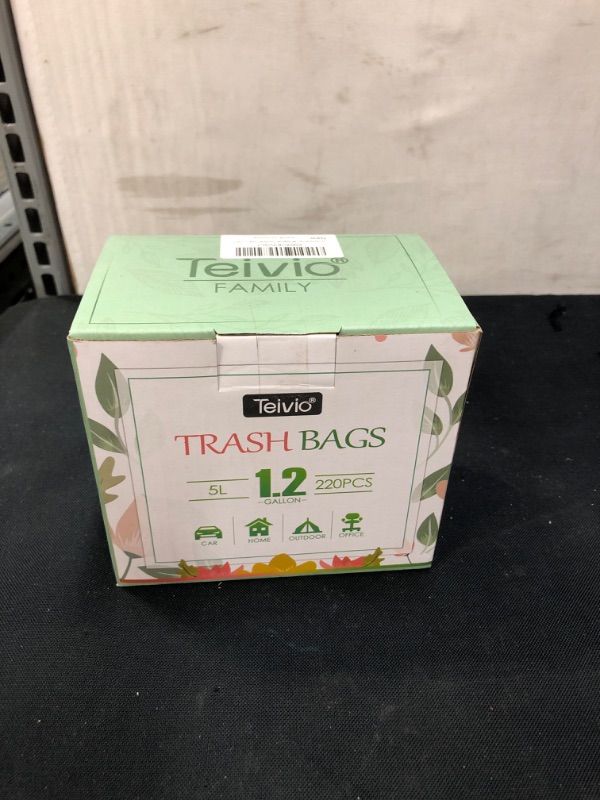 Teivio®
FAMILY
Teivio®
TRASH BAGS
5L 1.2 220PCS
GALLON
CAR HOME OUTDOOR OFFICE